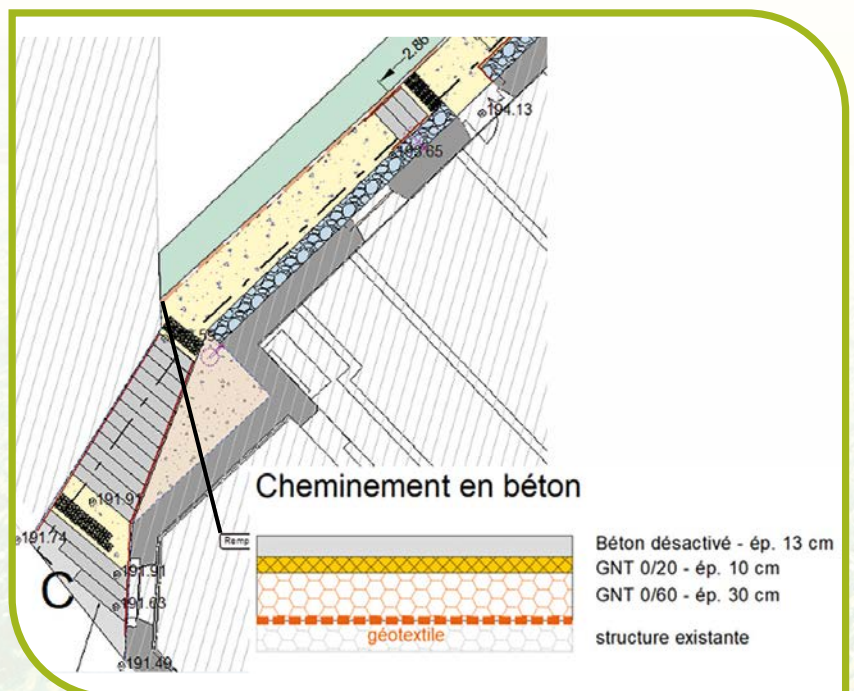 2.86
194.13
193.65
191.91
191.74
191.91
C
191.63
191.49
Remp
Cheminement en béton
Béton désactivé - ép. 13 cm
GNT 0/20 - ép. 10 cm
GNT 0/60 - ép. 30 cm
géotextile
structure existante